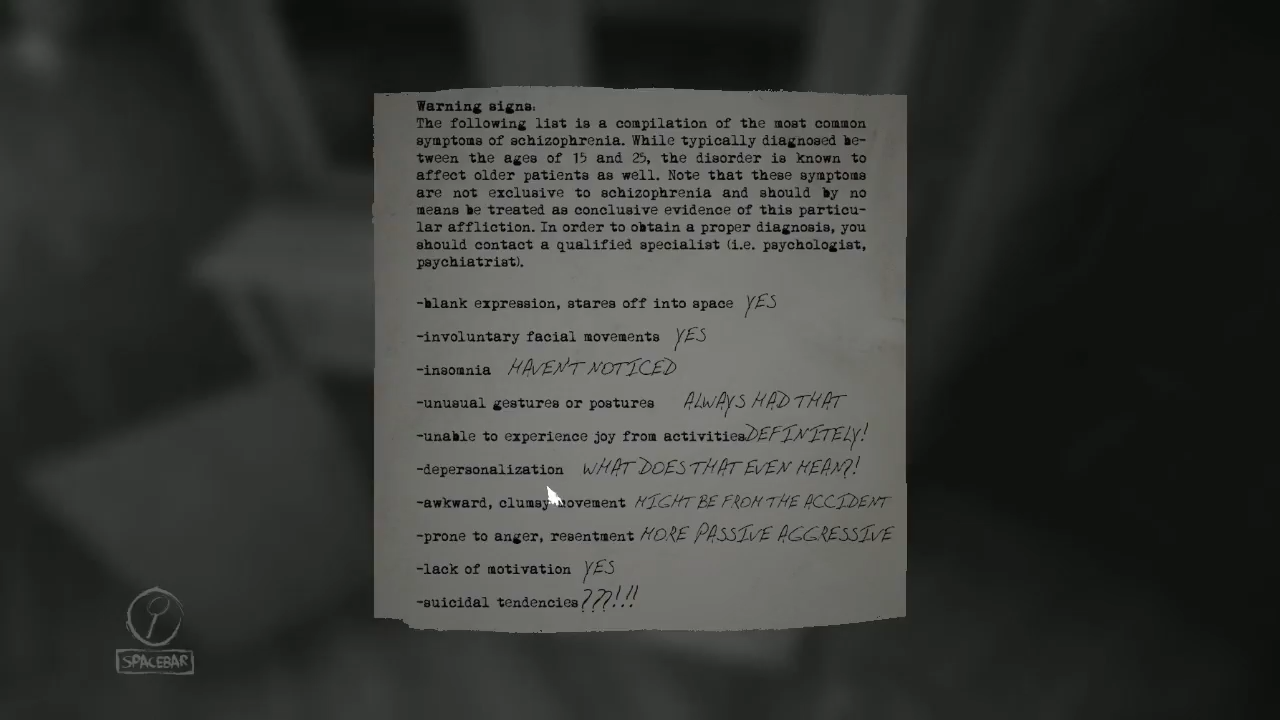 Warning signs:
The following list is a compilation of the most common
symptoms of schizophrenia. While typically diagnosed be-
tween the ages of 15 and 25, the disorder is known to
affect older patients as well. Note that these symptoms
are not exclusive to schizophrenia and should by no
means be treated as conclusive evidence of this particu-
lar affliction. In order to obtain a proper diagnosis, you
should contact a qualified specialist (i.e. psychologist,
psychiatrist).
-blank expression, stares off into space YES
-involuntary facial movements YES
-insomnia HAVEN'T NOTICED
-unusual gestures or postures ALWAYS HAD THAT
-unable to experience joy from activities DEFINITELY!
-depersonalization WHAT DOES THAT EVEN MEAN?!
-awkward, clumsy movement MIGHT BE FROM THE ACCIDENT
-prone to anger, resentment MORE PASSIVE AGGRESSIVE
-lack of motivation YES
-suicidal tendencies ???!!!
SPACEBAR